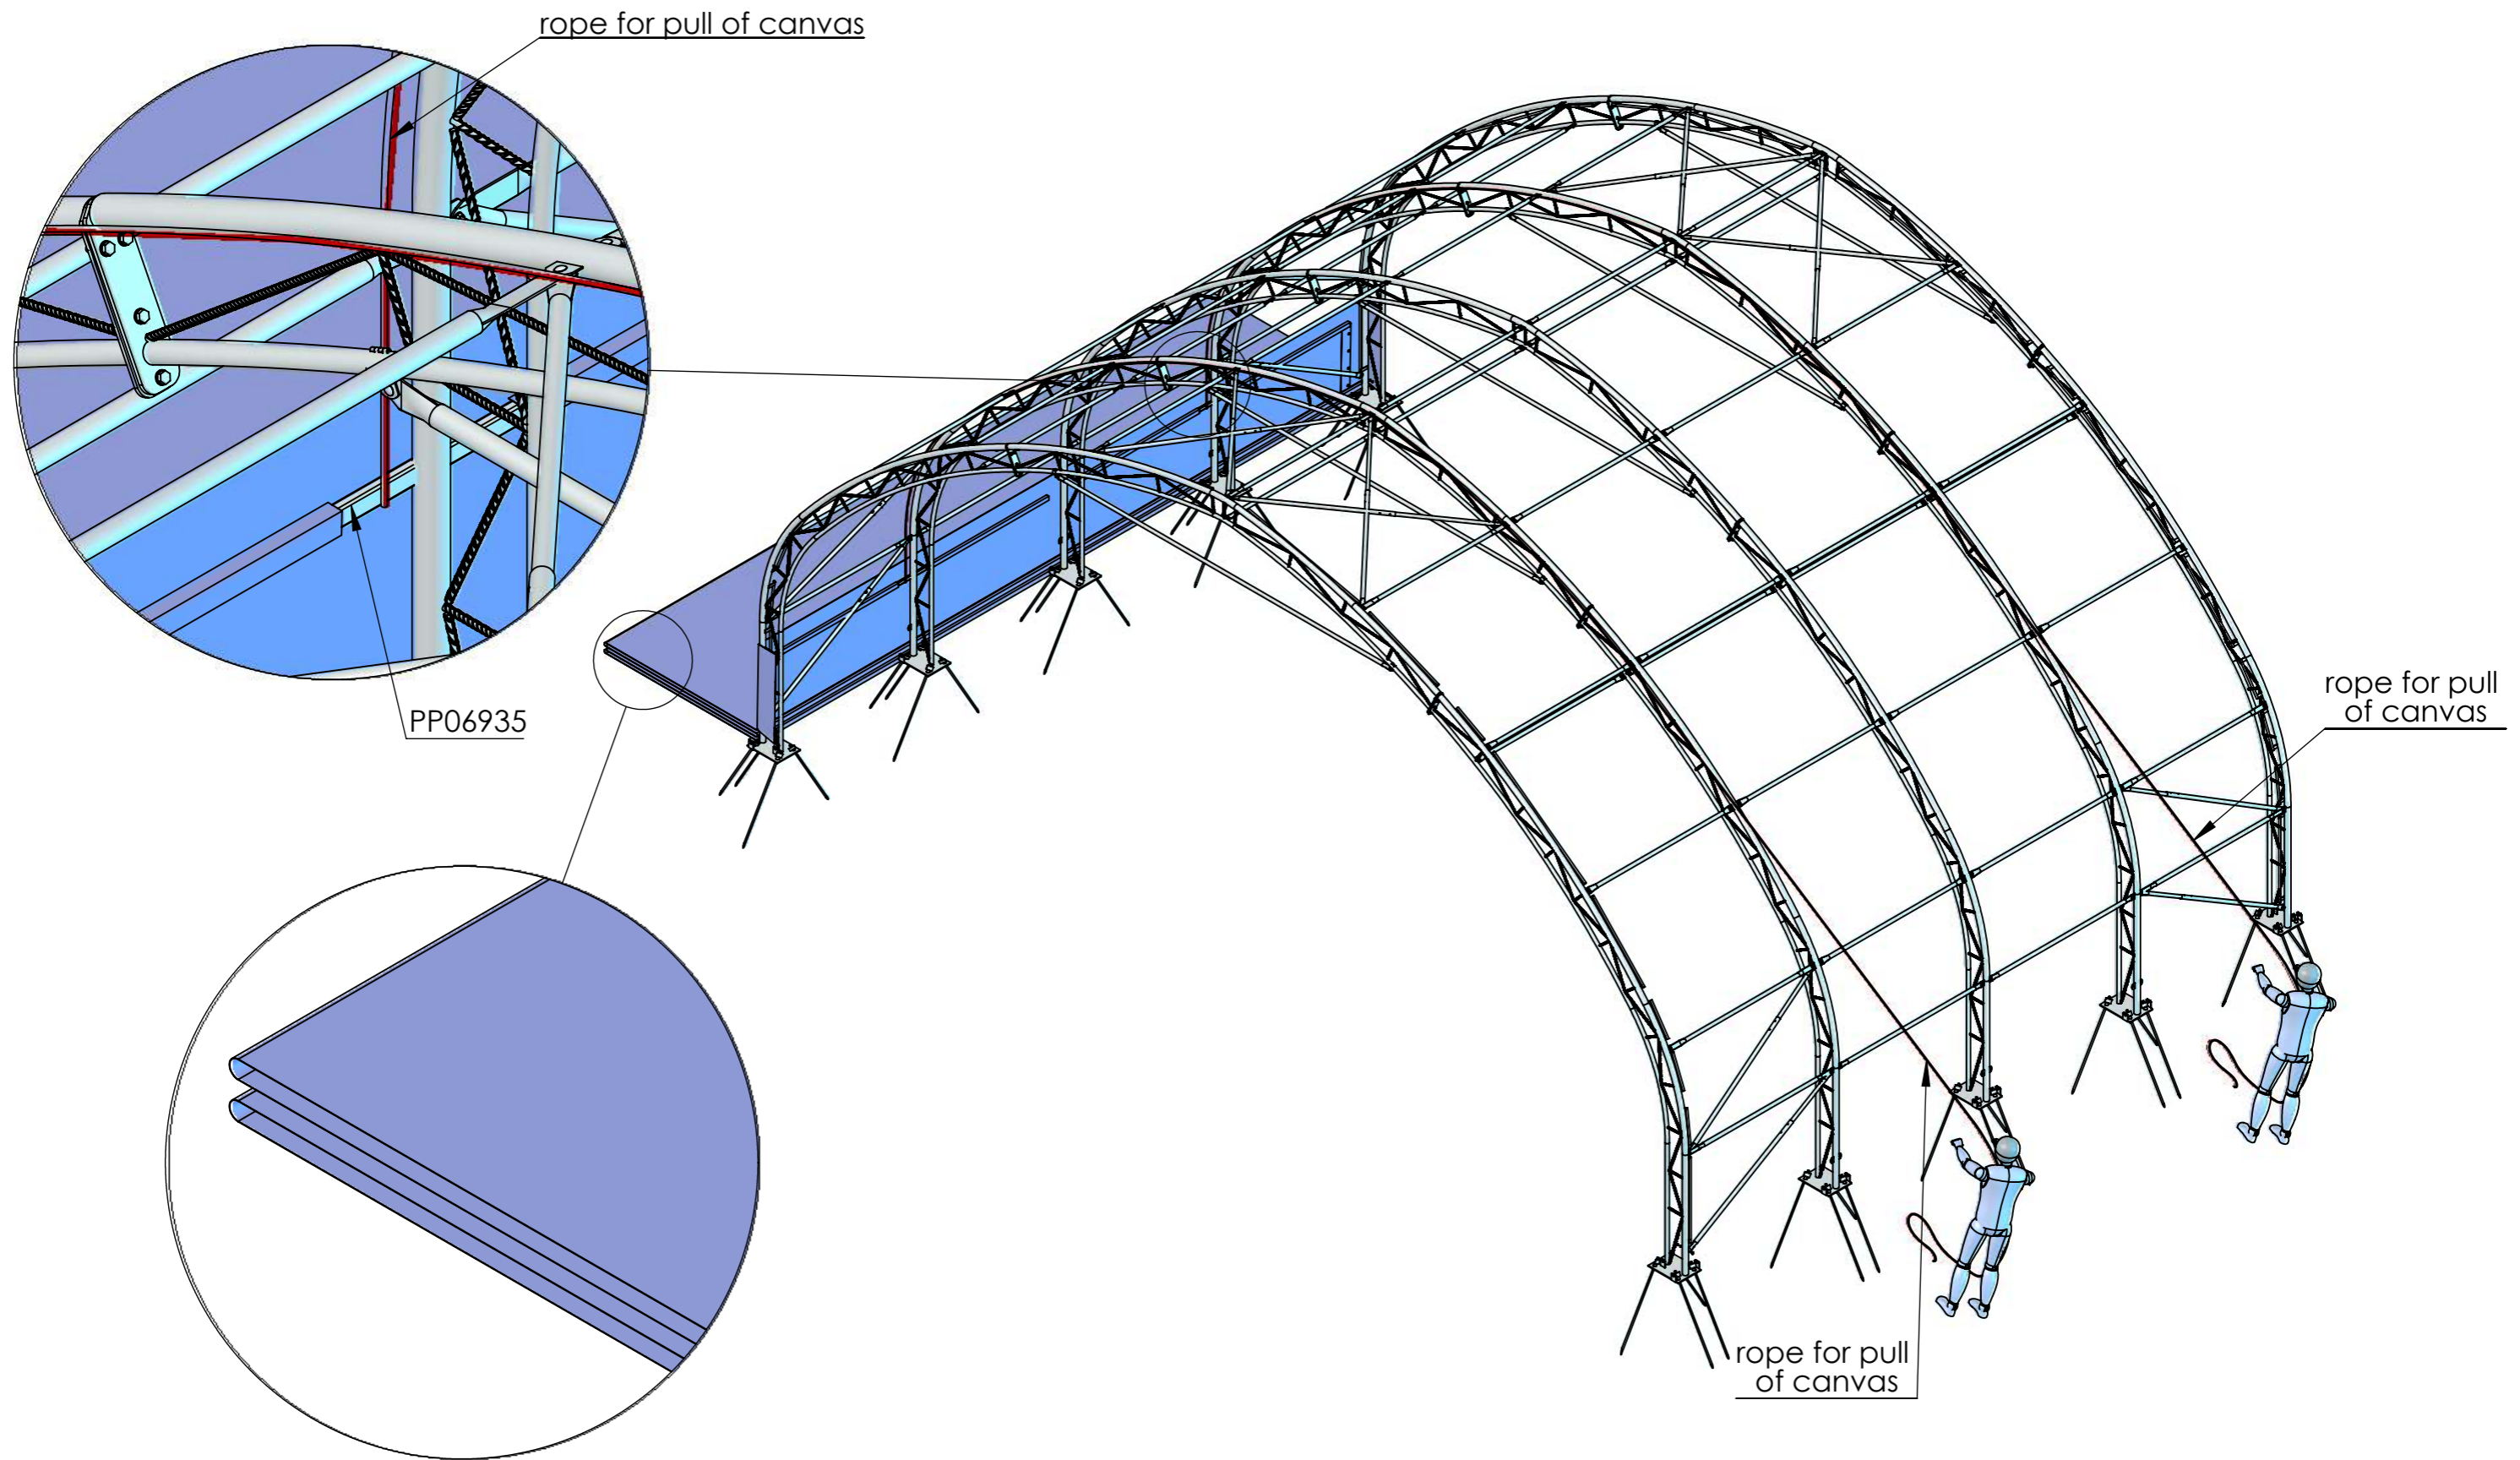 rope for pull of canvas
PP06935
rope for pull
of canvas
rope for pull
of canvas